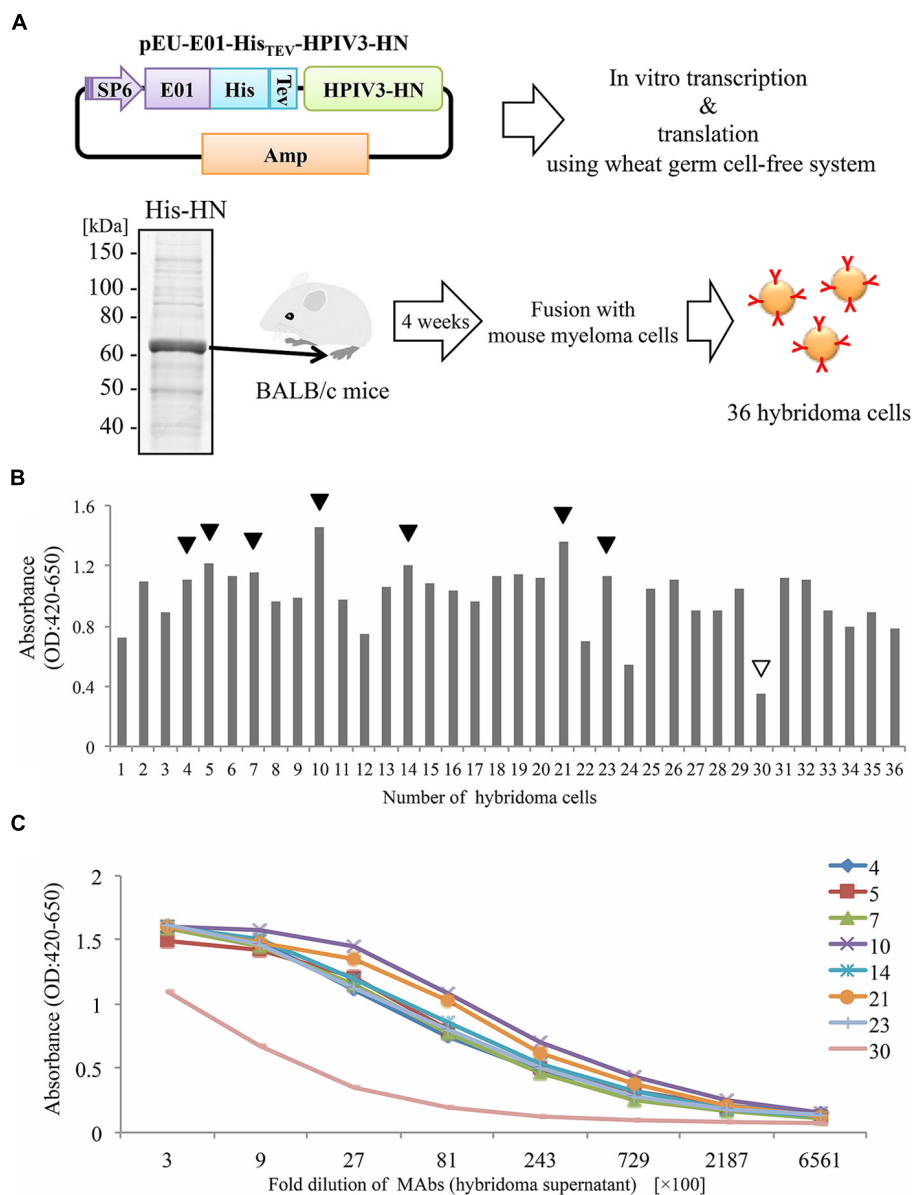 A
pEU-E01-HisTEV-HPIV3-HN
SP6 E01 His Tev HPIV3-HN
Amp
In vitro transcription
&
translation
using wheat germ cell-free system
His-HN
[kDa]
150
100
80
60
50
40
BALB/c mice
4 weeks
Fusion with
mouse myeloma cells
36 hybridoma cells
B
Absorbance
(OD:420-650)
1.6
1.2
0.8
0.4
0
1 2 3 4 5 6 7 8 9 10 11 12 13 14 15 16 17 18 19 20 21 22 23 24 25 26 27 28 29 30 31 32 33 34 35 36
Number of hybridoma cells
C
Absorbance (OD:420-650)
2
1.5
1
0.5
0
3 9 27 81 243 729 2187 6561
Fold dilution of MAbs (hybridoma supernatant) [×100]
4
5
7
10
14
21
23
30